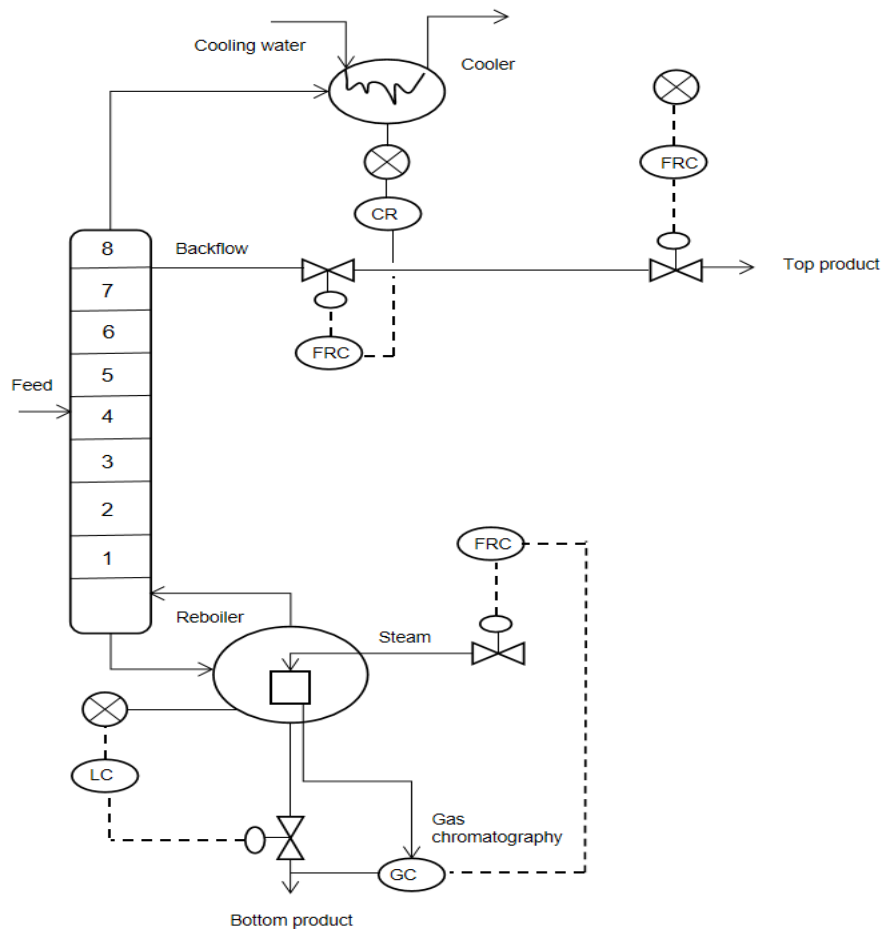 Cooling water
Cooler
FRC
CR
8
Backflow
Top product
7
6
FRC
5
Feed
4
3
2
FRC
1
Reboiler
Steam
LC
Gas
chromatography
GC
Bottom product